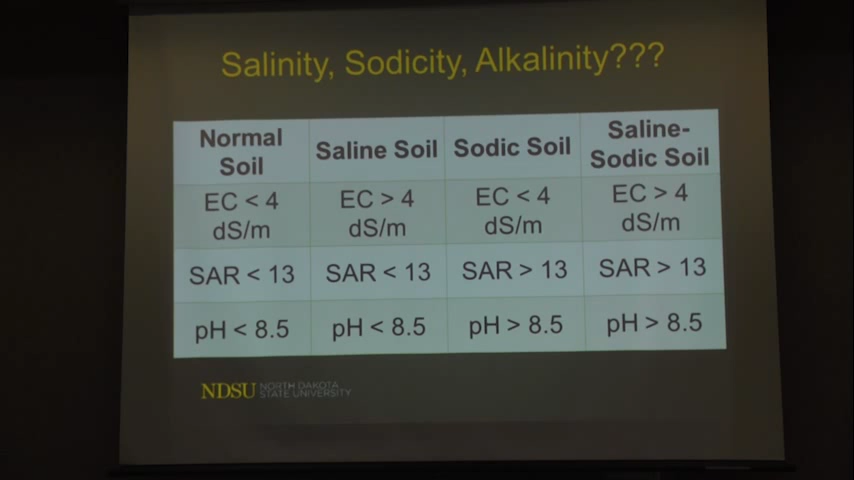 Salinity, Sodicity, Alkalinity???
Normal
Soil
Saline Soil
Sodic Soil
Saline-
Sodic Soil
EC < 4
dS/m
EC > 4
dS/m
EC < 4
dS/m
EC > 4
dS/m
SAR < 13
SAR < 13
SAR > 13
SAR > 13
pH < 8.5
pH < 8.5
pH > 8.5
pH > 8.5
NDSU NORTH DAKOTA
STATE UNIVERSITY